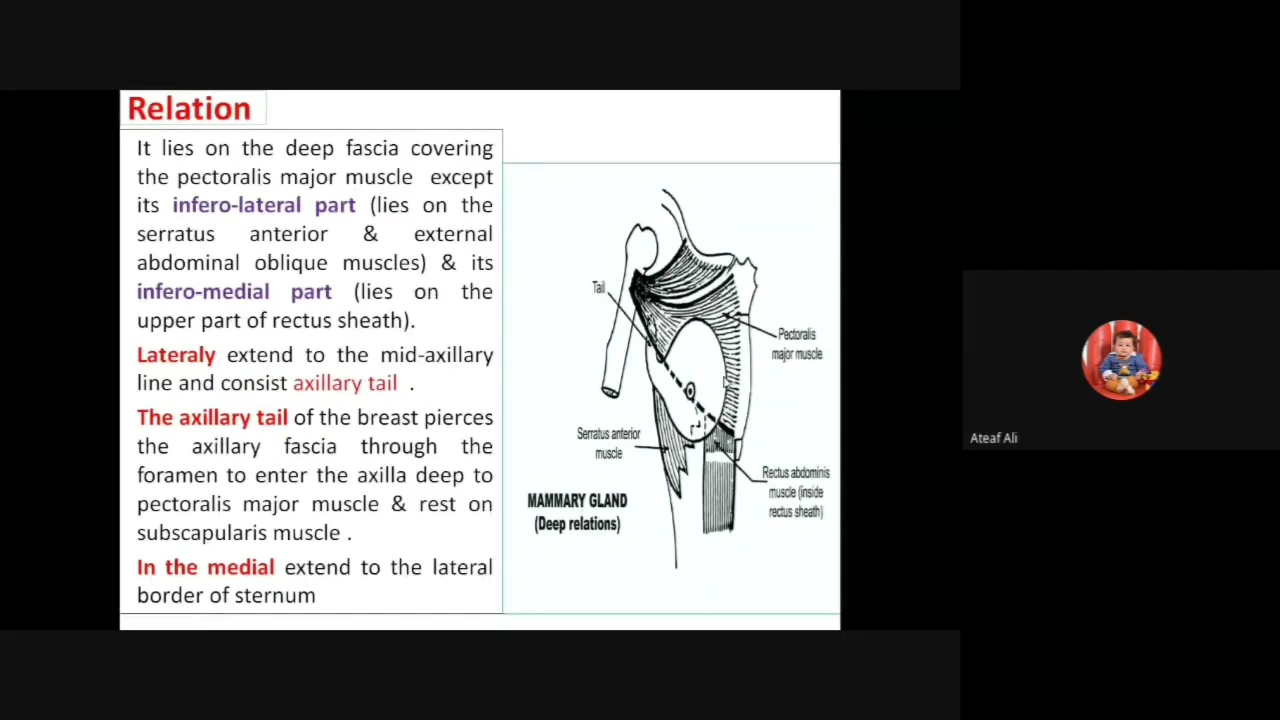 Relation
It lies on the deep fascia covering
the pectoralis major muscle except
its infero-lateral part (lies on the
serratus anterior & external
abdominal oblique muscles) & its
infero-medial part (lies on the
upper part of rectus sheath).
Lateraly extend to the mid-axillary
line and consist axillary tail .
The axillary tail of the breast pierces
the axillary fascia through the
foramen to enter the axilla deep to
pectoralis major muscle & rest on
subscapularis muscle .
In the medial extend to the lateral
border of sternum
Tail
Pectoralis
major muscle
Serratus anterior
muscle
Rectus abdominis
muscle (inside
rectus sheath)
MAMMARY GLAND
(Deep relations)
Ateaf Ali